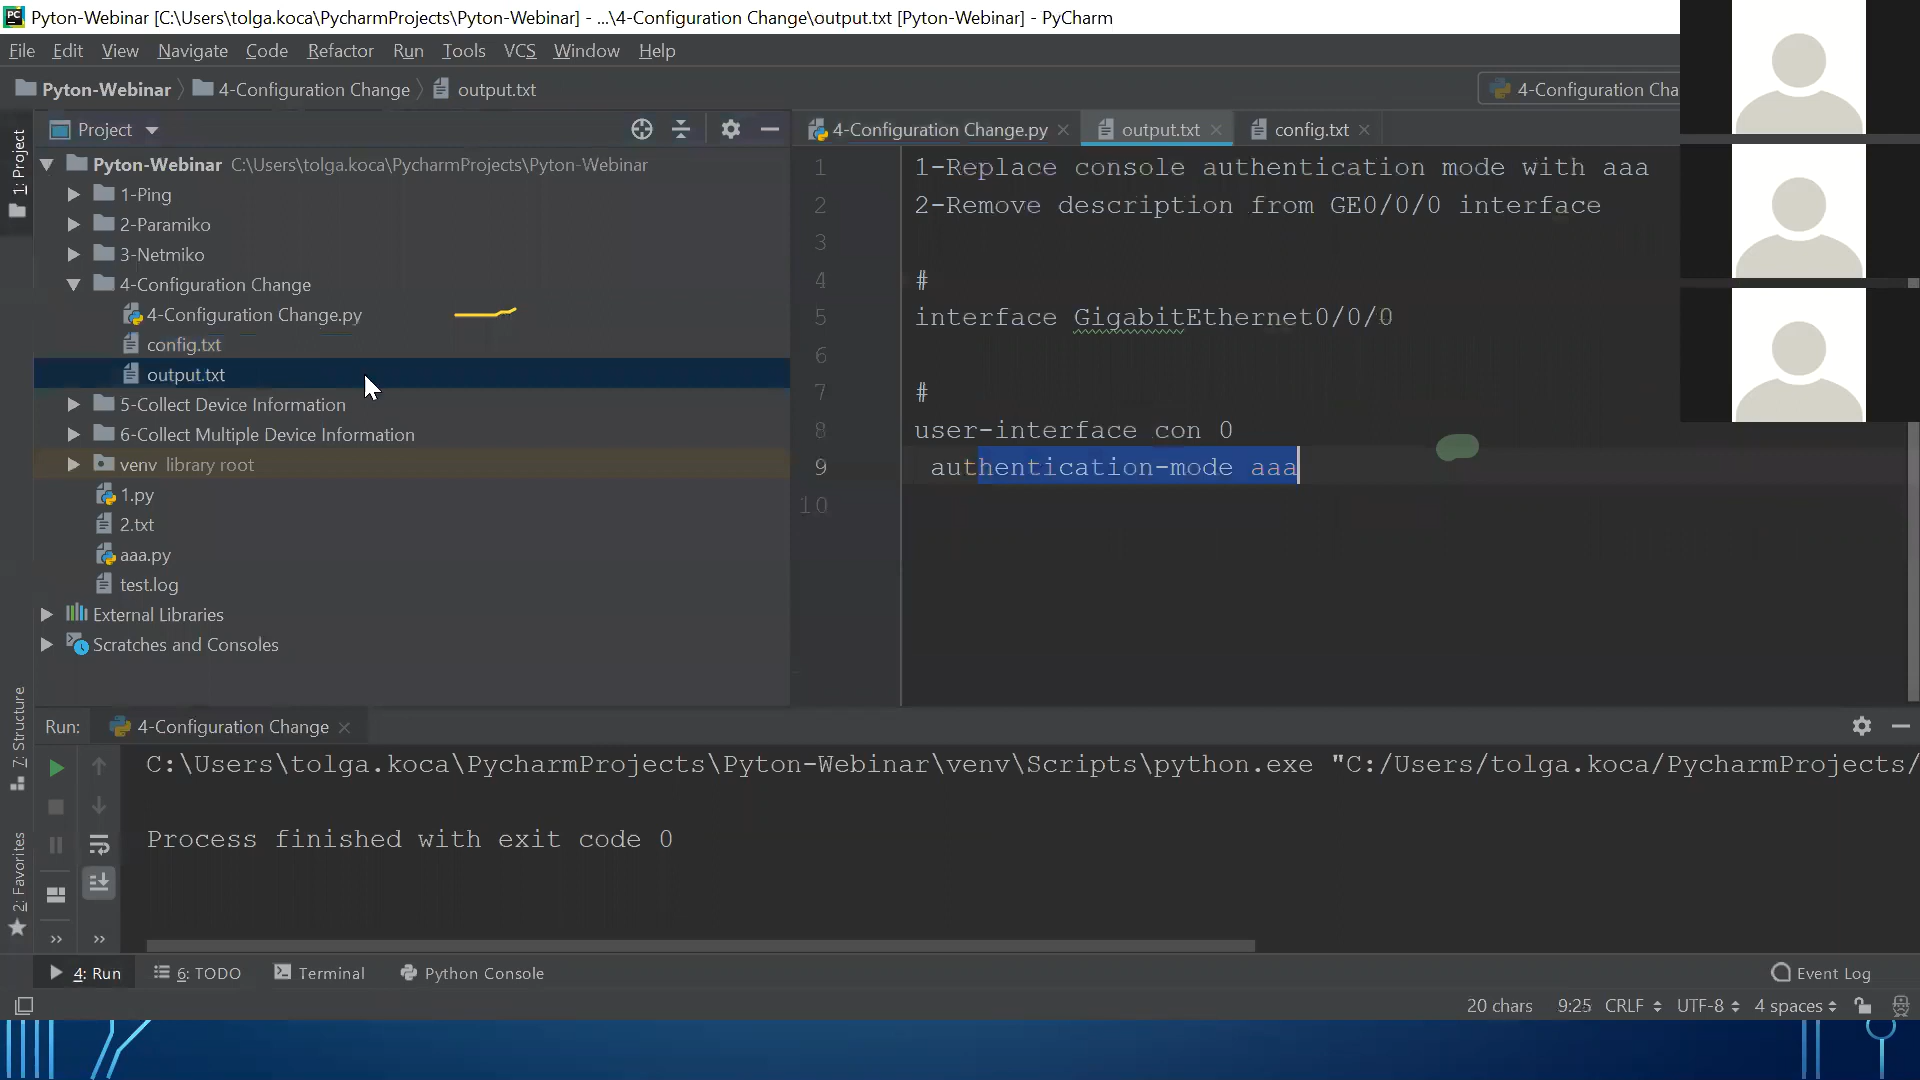 Pyton-Webinar [C:\Users\tolga.koca\PycharmProjects\Pyton-Webinar] - ...\4-Configuration Change\output.txt [Pyton-Webinar] - PyCharm
File Edit View Navigate Code Refactor Run Tools VCS Window Help
Pyton-Webinar 4-Configuration Change output.txt
4-Configuration Cha
Project
4-Configuration Change.py output.txt config.txt
1: Project
Pyton-Webinar C:\Users\tolga.koca\PycharmProjects\Pyton-Webinar
1-Ping
2-Paramiko
3-Netmiko
4-Configuration Change
4-Configuration Change.py
config.txt
output.txt
5-Collect Device Information
6-Collect Multiple Device Information
venv library root
1.py
2.txt
aaa.py
test.log
External Libraries
Scratches and Consoles
1 1-Replace console authentication mode with aaa
2 2-Remove description from GE0/0/0 interface
3
4 #
5 interface GigabitEthernet0/0/0
6
7 #
8 user-interface con 0
9 authentication-mode aaa
10
7: Structure
2: Favorites
Run: 4-Configuration Change
C:\Users\tolga.koca\PycharmProjects\Pyton-Webinar\venv\Scripts\python.exe "C:/Users/tolga.koca/PycharmProjects/
Process finished with exit code 0
4: Run 6: TODO Terminal Python Console Event Log
20 chars 9:25 CRLF UTF-8 4 spaces